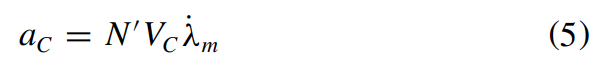 a_C = N′V_C λ̇_m (5)